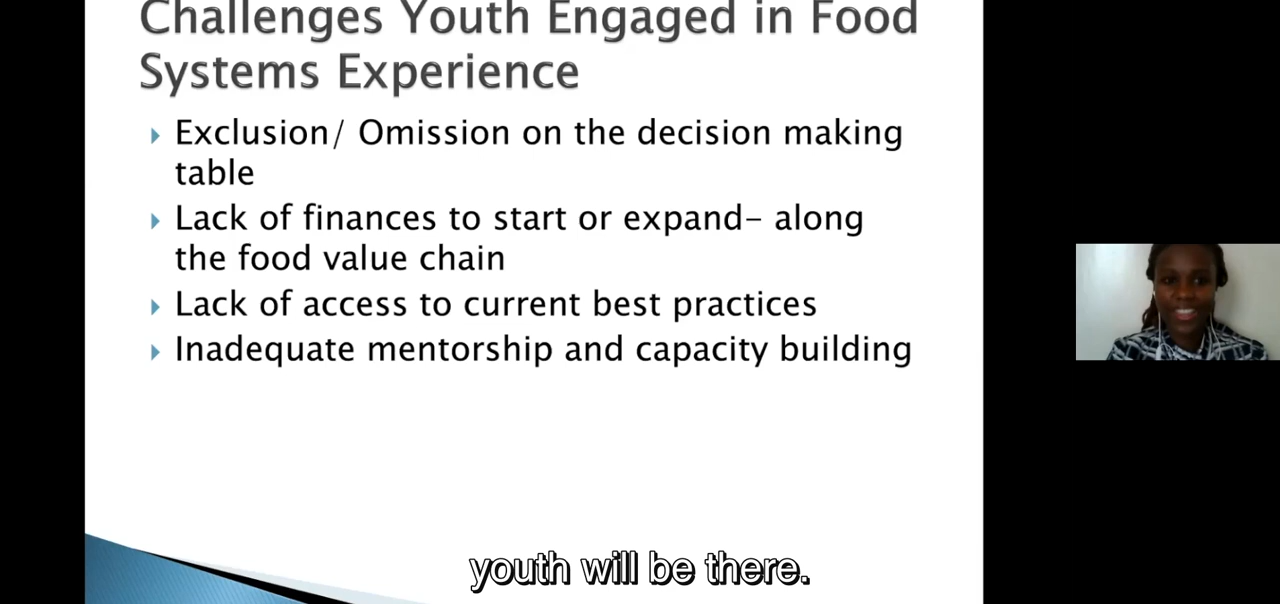 Challenges Youth Engaged in Food
Systems Experience
Exclusion/ Omission on the decision making
table
Lack of finances to start or expand- along
the food value chain
Lack of access to current best practices
Inadequate mentorship and capacity building
youth will be there.